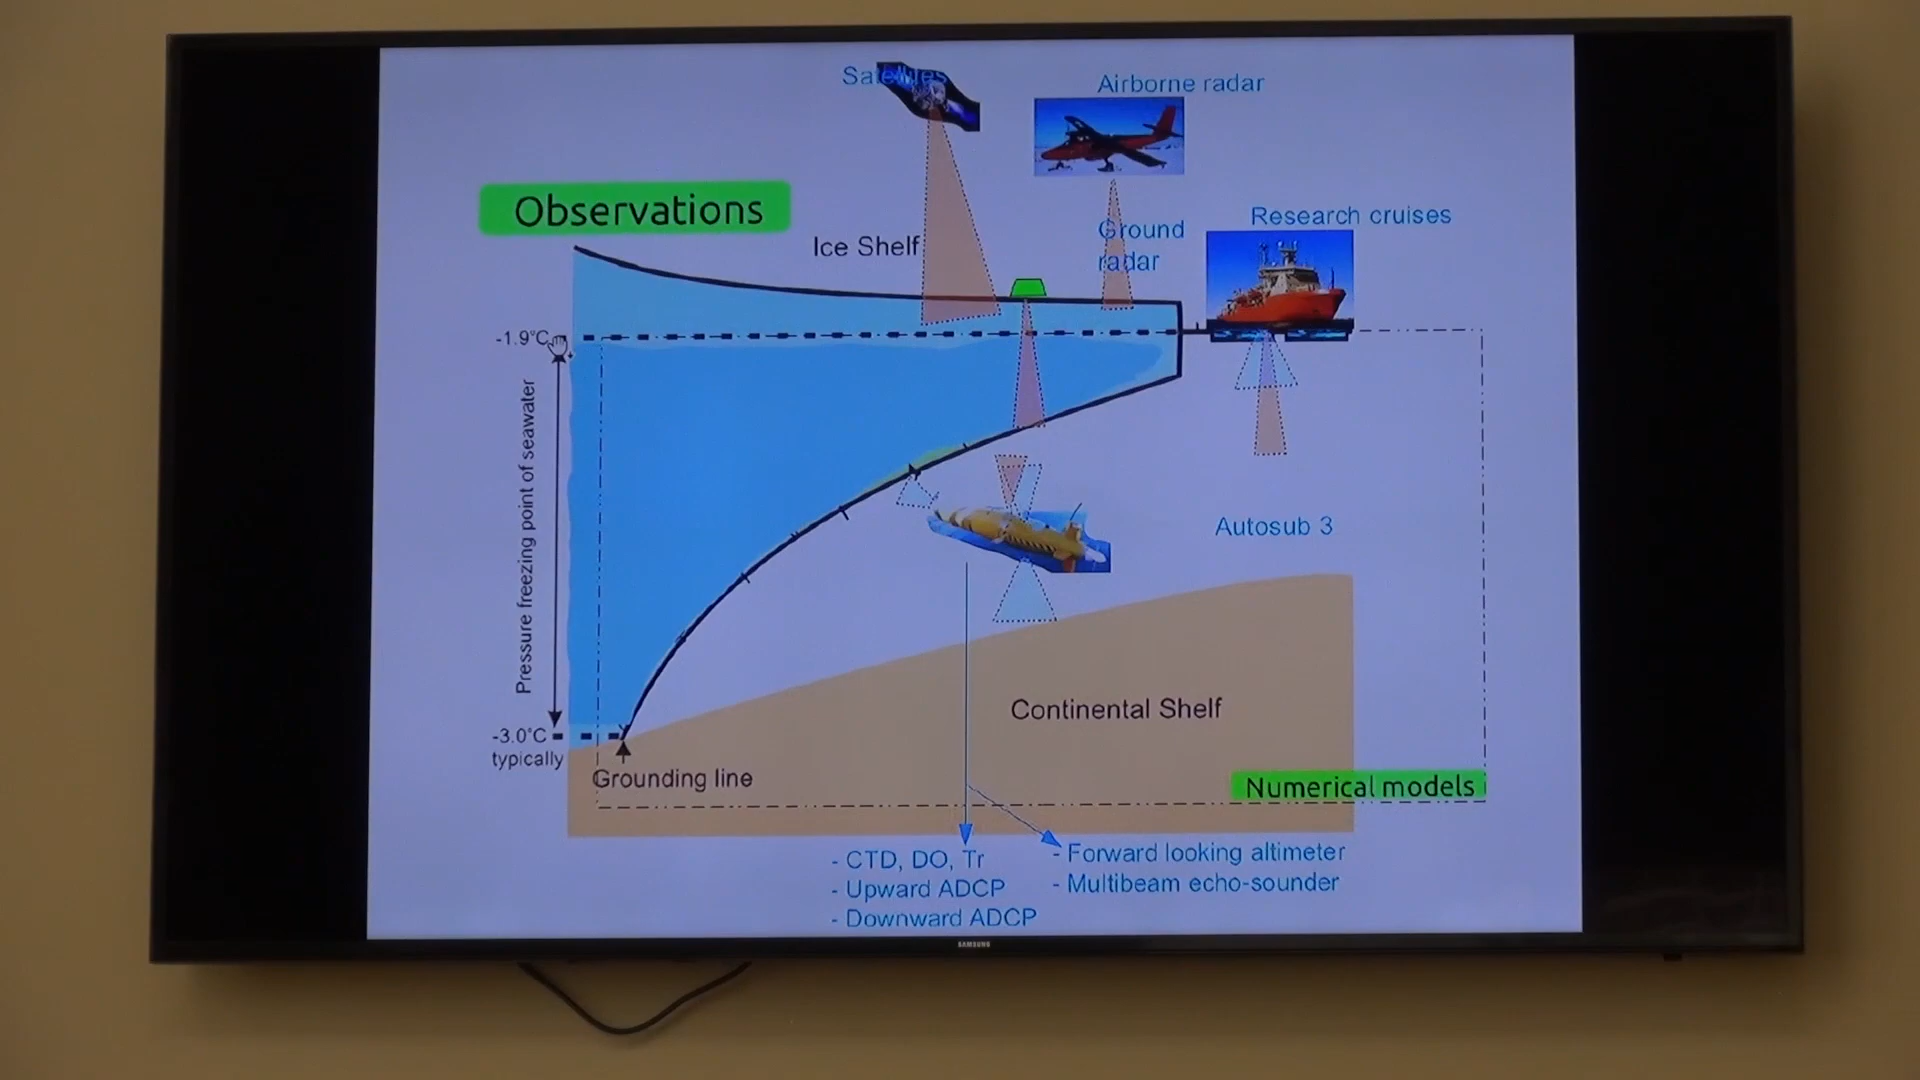 Satellites
Airborne radar
Observations
Ice Shelf
Ground
radar
Research cruises
-1.9°C
Pressure freezing point of seawater
Autosub 3
Continental Shelf
-3.0°C
typically
Grounding line
Numerical models
- CTD, DO, Tr
- Upward ADCP
- Downward ADCP
- Forward looking altimeter
- Multibeam echo-sounder
SAMSUNG